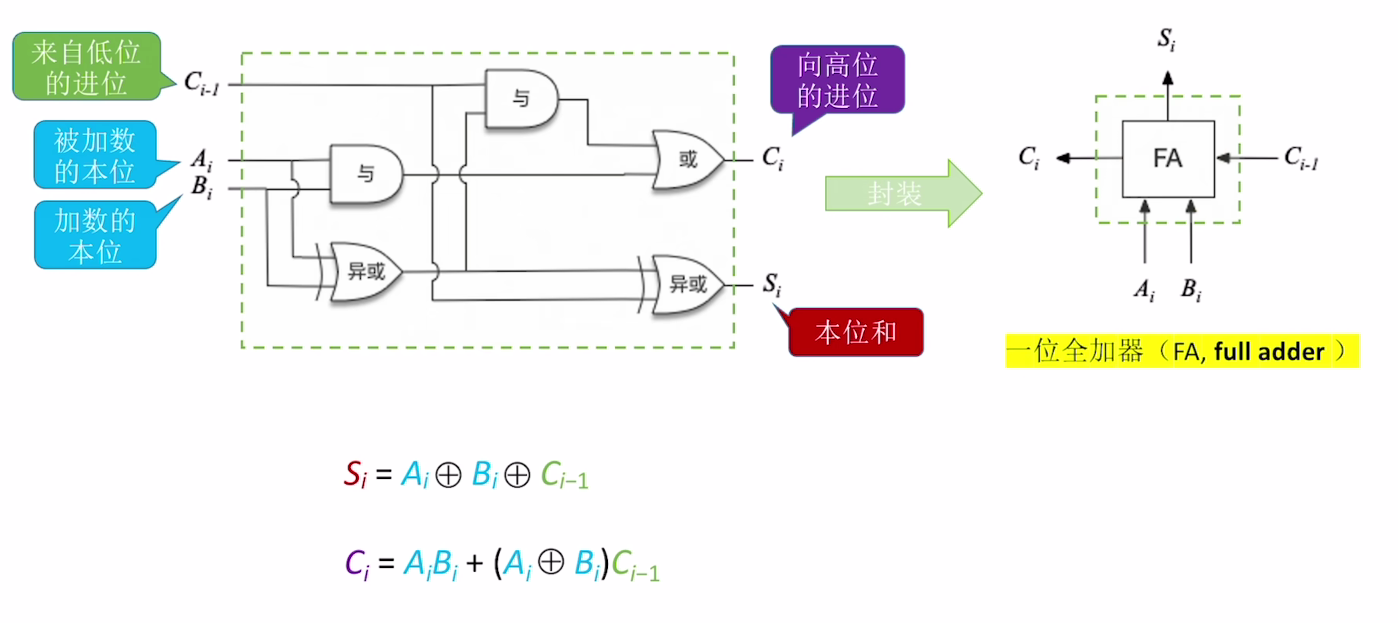 来自低位
的进位
C_{i-1}
被加数
的本位
A_i
B_i
加数的
本位
与
与
异或
或
异或
向高位
的进位
C_i
S_i
本位和
封装
S_i
C_i
FA
C_{i-1}
A_i
B_i
一位全加器（FA, full adder ）
S_i = A_i ⊕ B_i ⊕ C_{i−1}
C_i = A_iB_i + (A_i ⊕ B_i)C_{i−1}